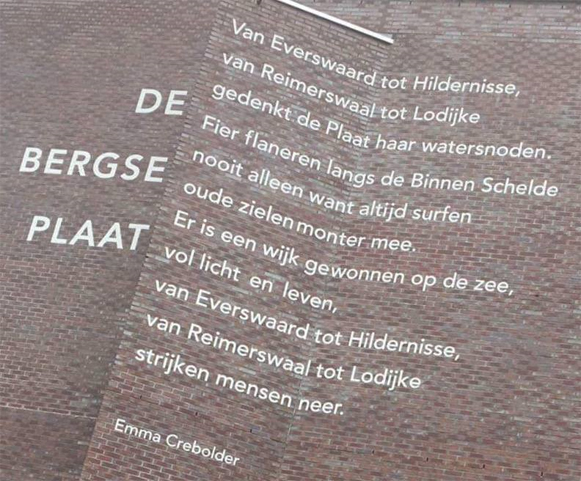 DE
BERGSE
PLAAT
Van Everswaard tot Hildernisse,
van Reimerswaal tot Lodijke
gedenkt de Plaat haar watersnoden.
Fier flaneren langs de Binnen Schelde
nooit alleen want altijd surfen
oude zielen monter mee.
Er is een wijk gewonnen op de zee,
vol licht en leven,
van Everswaard tot Hildernisse,
van Reimerswaal tot Lodijke
strijken mensen neer.
Emma Crebolder